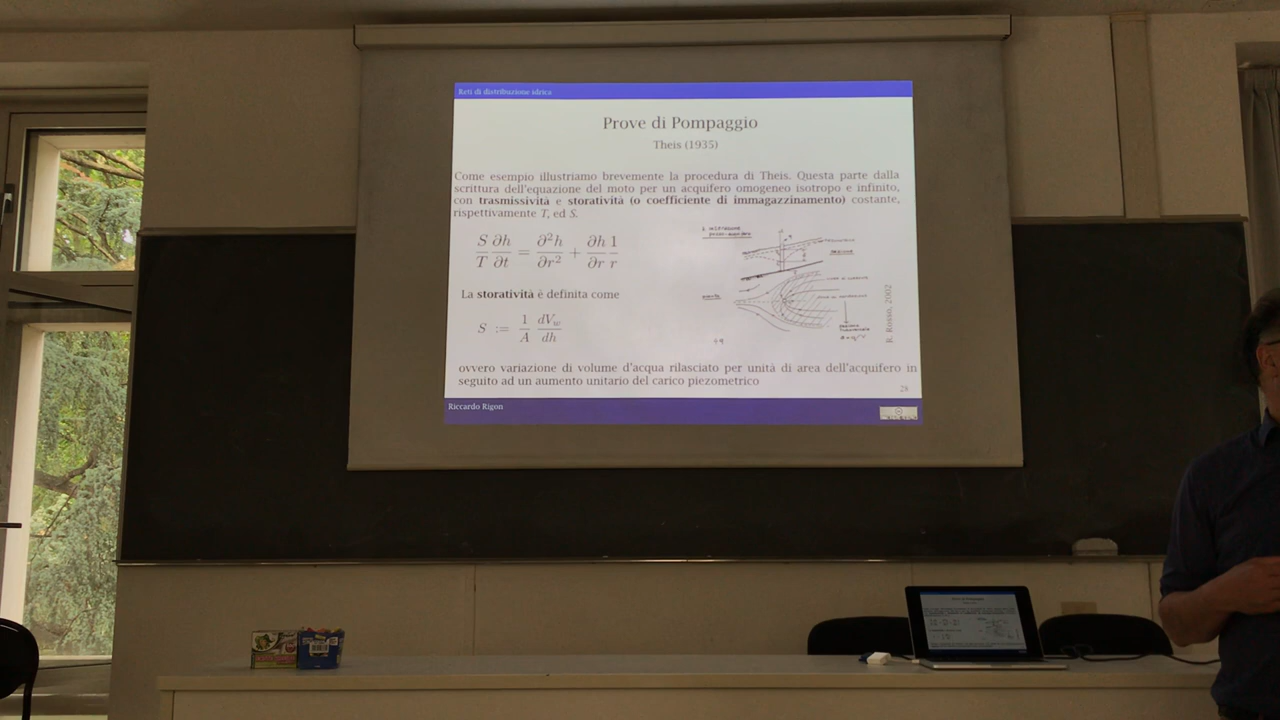 Reti di distribuzione idrica
Prove di Pompaggio
Theis (1935)
Come esempio illustriamo brevemente la procedura di Theis. Questa parte dalla
scrittura dell'equazione del moto per un acquifero omogeneo isotropo e infinito,
con trasmissività e storatività (o coefficiente di immagazzinamento) costante,
rispettivamente T, ed S.
S/T ∂h/∂t = ∂²h/∂r² + ∂h/∂r 1/r
La storatività è definita come
S := 1/A dV_w/dh
R. Rosso, 2002
ovvero variazione di volume d'acqua rilasciato per unità di area dell'acquifero in
seguito ad un aumento unitario del carico piezometrico
28
Riccardo Rigon